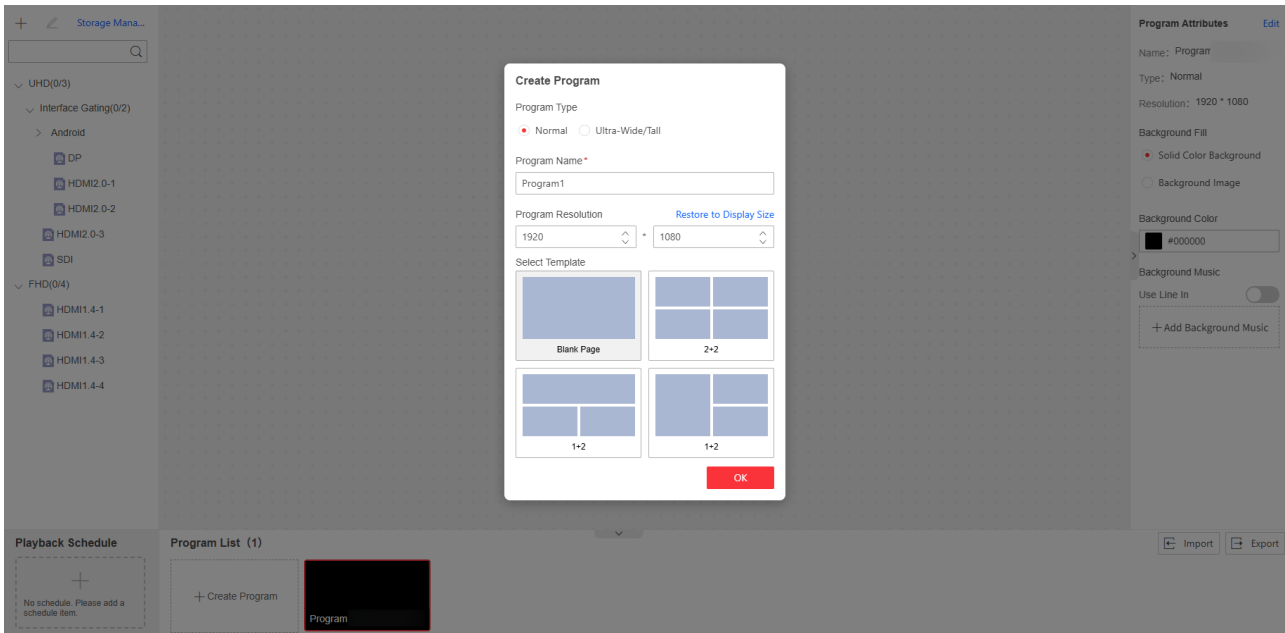 Storage Mana...
UHD(0/3)
Interface Gating(0/2)
Android
DP
HDMI2.0-1
HDMI2.0-2
HDMI2.0-3
SDI
FHD(0/4)
HDMI1.4-1
HDMI1.4-2
HDMI1.4-3
HDMI1.4-4
Create Program
Program Type
Normal Ultra-Wide/Tall
Program Name*
Program1
Program Resolution Restore to Display Size
1920 * 1080
Select Template
Blank Page 2+2
1+2 1+2
OK
Program Attributes Edit
Name: Program
Type: Normal
Resolution: 1920 * 1080
Background Fill
Solid Color Background
Background Image
Background Color
#000000
Background Music
Use Line In
+ Add Background Music
Playback Schedule
No schedule. Please add a
schedule item.
Program List (1)
+ Create Program
Program
Import Export